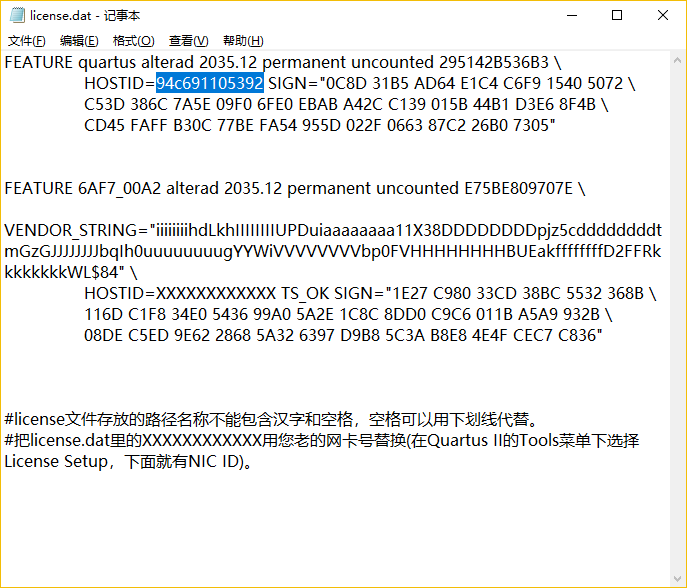 license.dat - 记事本
文件(F) 编辑(E) 格式(O) 查看(V) 帮助(H)
FEATURE quartus alterad 2035.12 permanent uncounted 295142B536B3 \
HOSTID=94c691105392 SIGN="0C8D 31B5 AD64 E1C4 C6F9 1540 5072 \
C53D 386C 7A5E 09F0 6FE0 EBAB A42C C139 015B 44B1 D3E6 8F4B \
CD45 FAFF B30C 77BE FA54 955D 022F 0663 87C2 26B0 7305"
FEATURE 6AF7_00A2 alterad 2035.12 permanent uncounted E75BE809707E \
VENDOR_STRING="iiiiiiiihdLkhIIIIIIIIUPDuiaaaaaaaa11X38DDDDDDDDpjz5cddddddddt
mGzGJJJJJJJJbqIh0uuuuuuuugYYWiVVVVVVVVbp0FVHHHHHHHHBUEakffffffffD2FFRk
kkkkkkkWL$84" \
HOSTID=XXXXXXXXXXXX TS_OK SIGN="1E27 C980 33CD 38BC 5532 368B \
116D C1F8 34E0 5436 99A0 5A2E 1C8C 8DD0 C9C6 011B A5A9 932B \
08DE C5ED 9E62 2868 5A32 6397 D9B8 5C3A B8E8 4E4F CEC7 C836"
#license文件存放的路径名称不能包含汉字和空格，空格可以用下划线代替。
#把license.dat里的XXXXXXXXXXXX用您老的网卡号替换(在Quartus II的Tools菜单下选择
License Setup，下面就有NIC ID)。